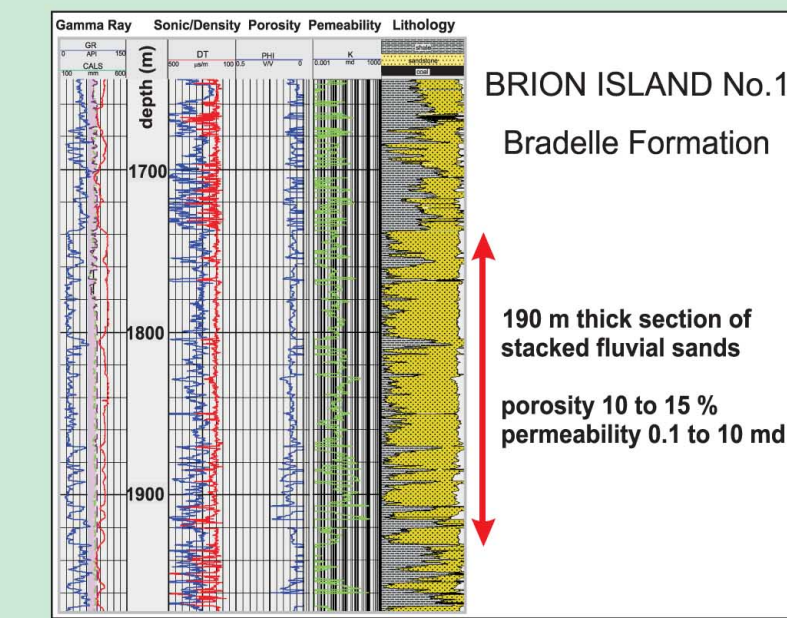 Gamma Ray Sonic/Density Porosity Pemeability Lithology
GR
0 API 150
CALS
100 mm 600
depth (m)
DT
500 µs/m 100
PHI
0.5 V/V 0
K
0.001 md 1000
shale
sandstone
coal
BRION ISLAND No.1
Bradelle Formation
1700
1800
1900
190 m thick section of
stacked fluvial sands
porosity 10 to 15 %
permeability 0.1 to 10 md